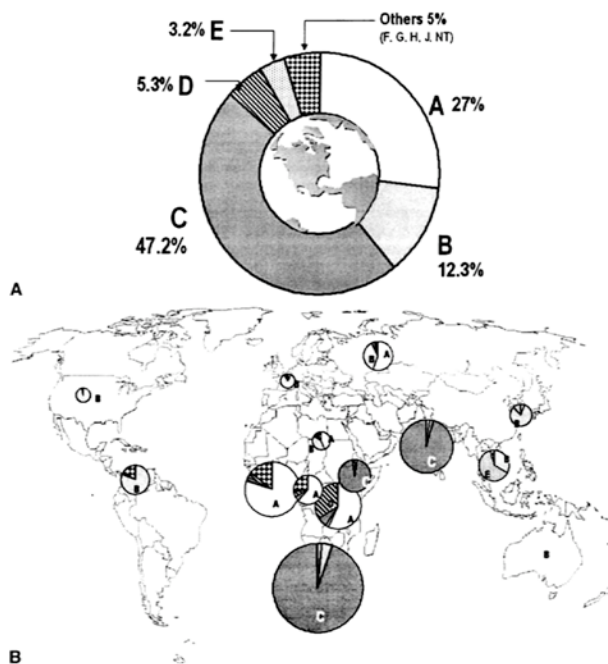 Others 5%
(F, G, H, J, NT)
3.2% E
5.3% D
A 27%
C
47.2%
B
12.3%
A
B A
B
B
B
A
B
E
C
C
A
A
D
A
B
B
C
B